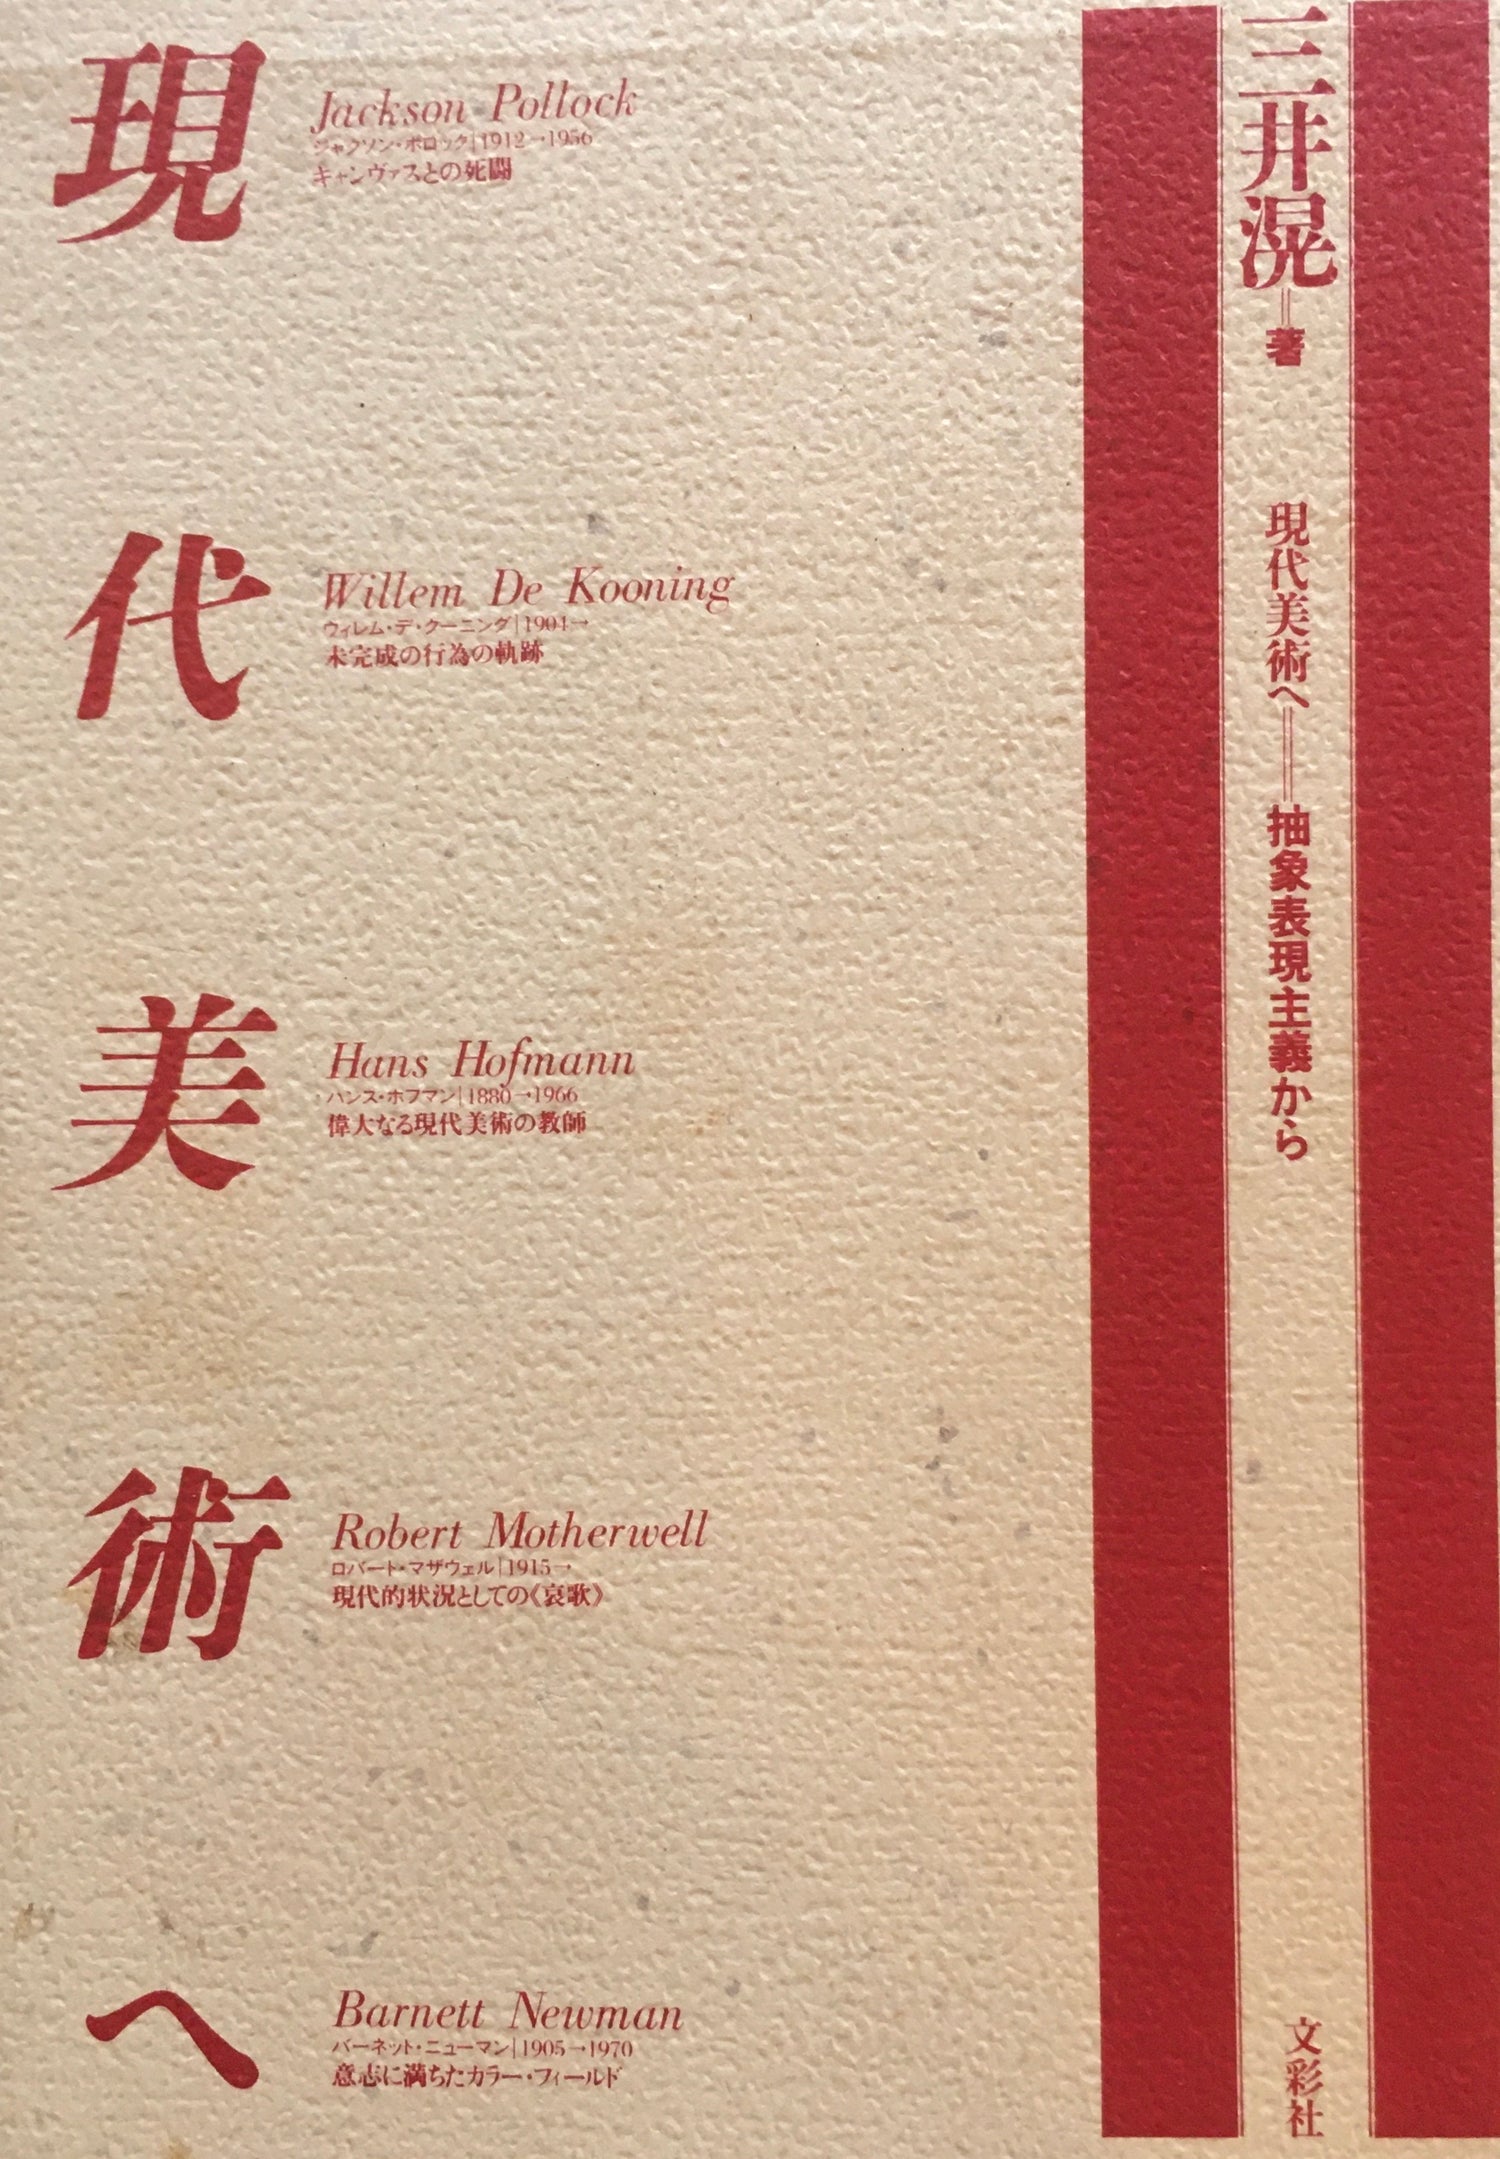 三井滉=著
現代美術へ==抽象表現主義から
文彩社
現代美術へ
Jackson Pollock
ジャクソン・ポロック|1912→1956
キャンヴァスとの死闘
Willem De Kooning
ウィレム・デ・クーニング|1904→
未完成の行為の軌跡
Hans Hofmann
ハンス・ホフマン|1880→1966
偉大なる現代美術の教師
Robert Motherwell
ロバート・マザウェル|1915→
現代的状況としての《哀歌》
Barnett Newman
バーネット・ニューマン|1905→1970
意志に満ちたカラー・フィールド